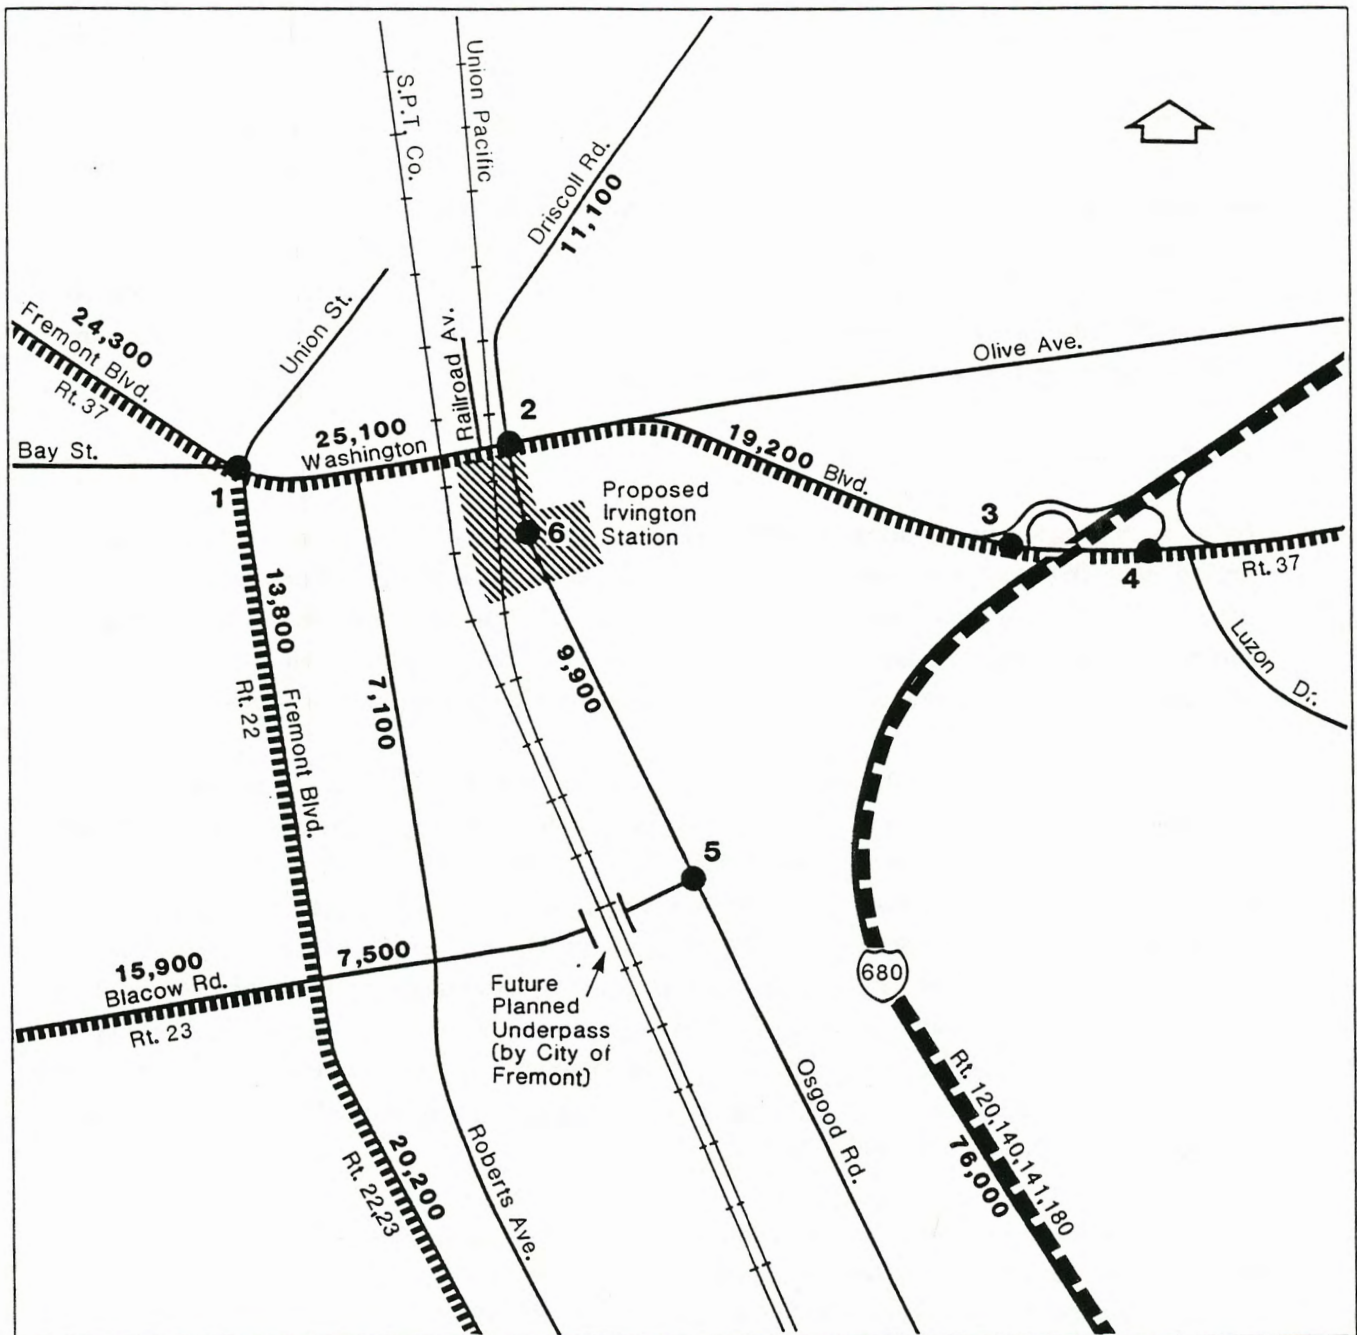 S.P.T. Co.
Union Pacific
Driscoll Rd.
11,100
24,300
Fremont Blvd.
Rt. 37
Union St.
Railroad Av.
Olive Ave.
Bay St.
25,100
Washington
2
19,200 Blvd.
1
Proposed
Irvington
Station
3
6
4
Rt. 37
13,800
Rt. 22
Fremont Blvd.
7,100
9,900
Luzon Dr.
5
15,900
Blacow Rd.
Rt. 23
7,500
680
Future
Planned
Underpass
(by City of
Fremont)
Osgood Rd.
Rt. 120,140,141,180
76,000
20,200
Rt. 22,23
Roberts Ave.